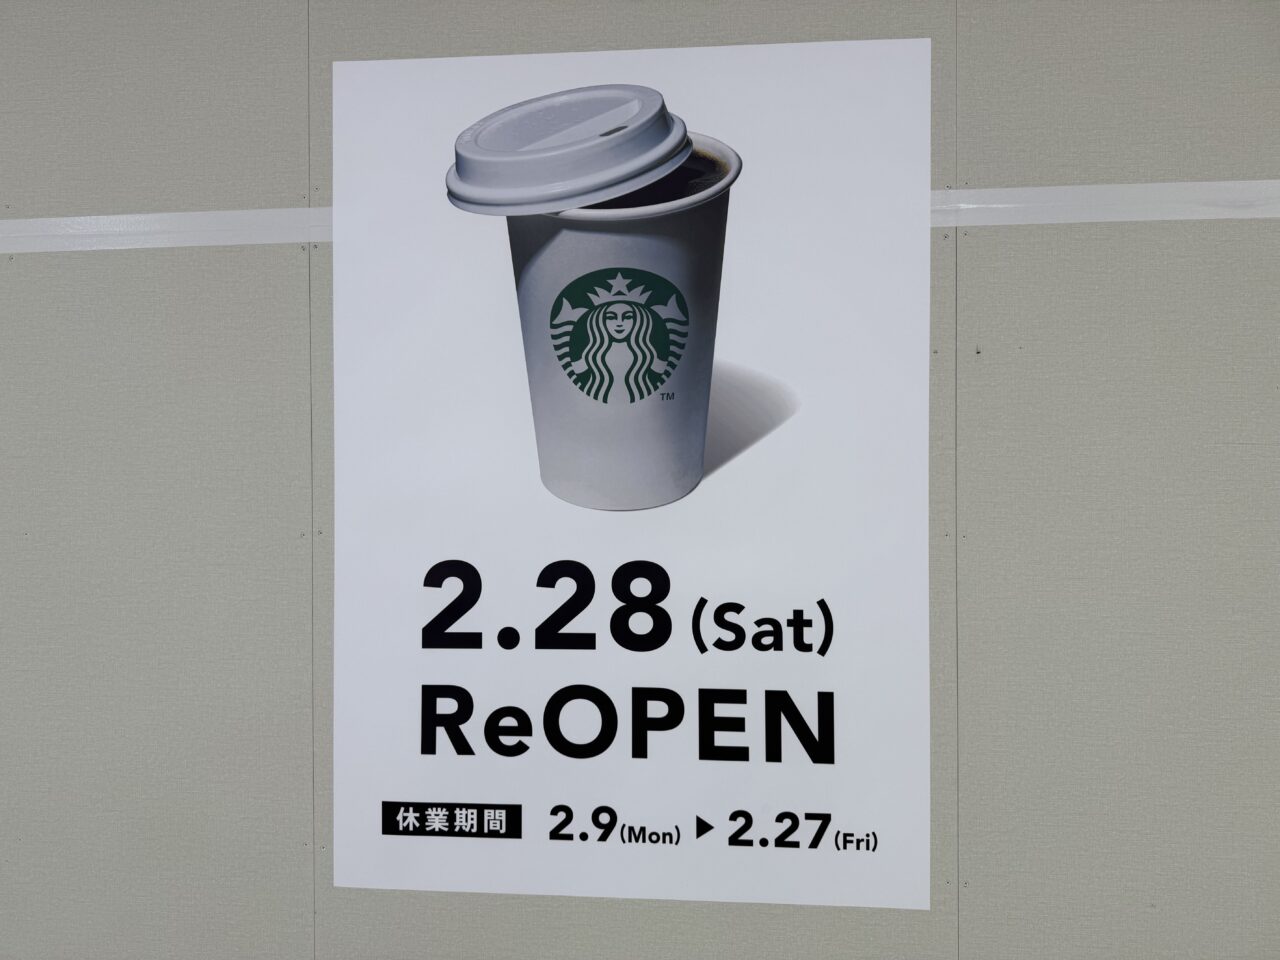 TM
2.28 (Sat)
ReOPEN
休業期間 2.9(Mon) ▶ 2.27(Fri)